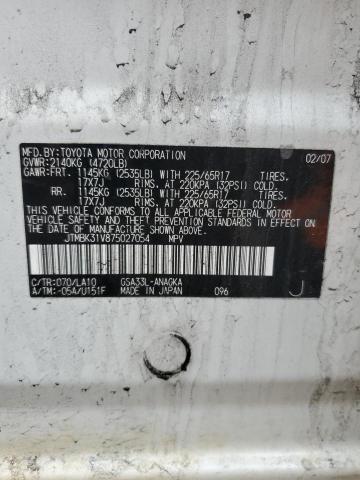 MFD.BY:TOYOTA MOTOR CORPORATION 02/07
GVWR:2140KG (4720LB)
GAWR:FRT. 1145KG (2535LB) WITH 225/65R17 TIRES,
17X7J RIMS, AT 220KPA (32PSI) COLD.
RR. 1145KG (2535LB) WITH 225/65R17 TIRES,
17X7J RIMS, AT 220KPA (32PSI) COLD.
THIS VEHICLE CONFORMS TO ALL APPLICABLE
FEDERAL MOTOR VEHICLE SAFETY STANDARDS IN
EFFECT ON THE DATE OF MANUFACTURE SHOWN ABOVE.
JTMBK31V875027054 MPV
C/TR:070/LA10 GSA33L-ANAGKA
A/TM:-05A/U151F MADE IN JAPAN 096 J